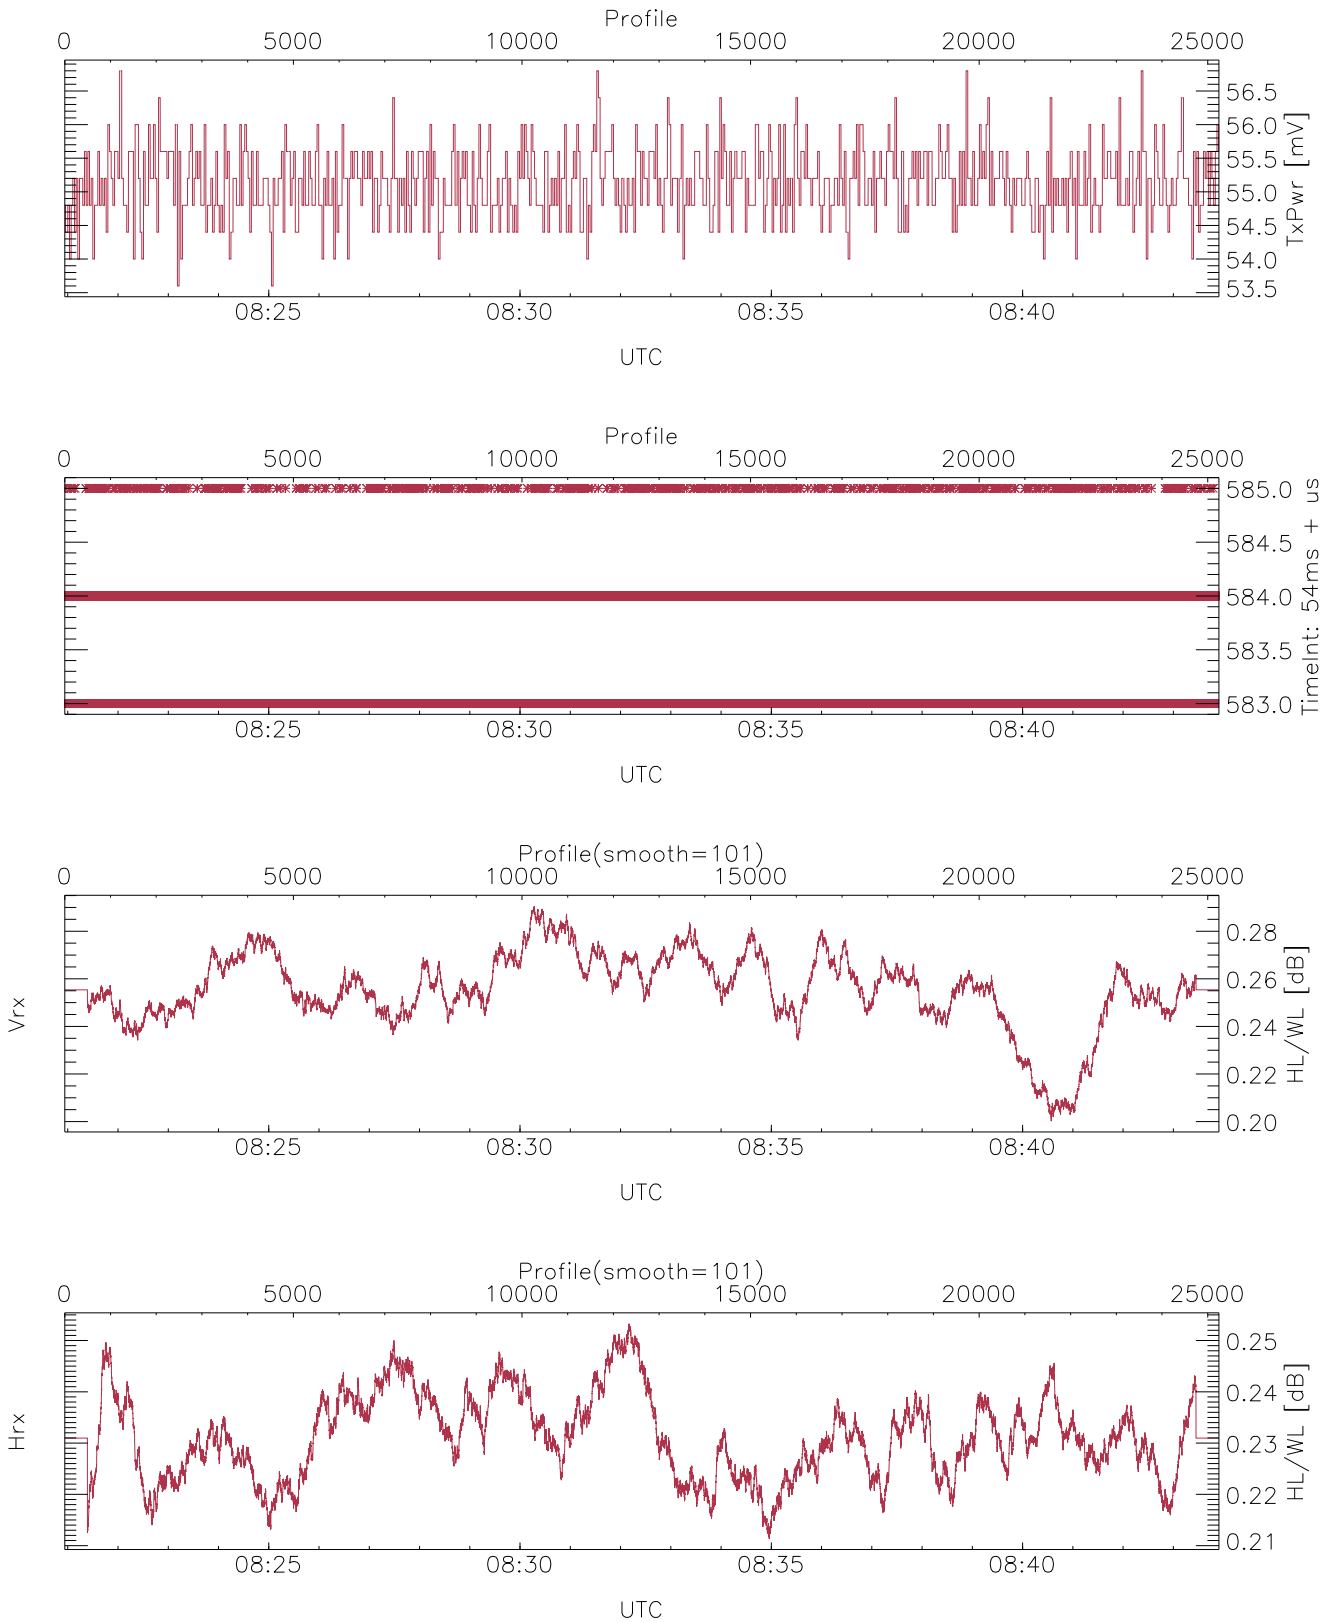 Profile
0 5000 10000 15000 20000 25000
56.5
56.0
55.5
55.0
54.5
54.0
53.5
TxPwr [mV]
08:25 08:30 08:35 08:40
UTC
Profile
0 5000 10000 15000 20000 25000
585.0
584.5
584.0
583.5
583.0
TimeInt: 54ms + us
08:25 08:30 08:35 08:40
UTC
Profile(smooth=101)
0 5000 10000 15000 20000 25000
Vrx
0.28
0.26
0.24
0.22
0.20
HL/WL [dB]
08:25 08:30 08:35 08:40
UTC
Profile(smooth=101)
0 5000 10000 15000 20000 25000
Hrx
0.25
0.24
0.23
0.22
0.21
HL/WL [dB]
08:25 08:30 08:35 08:40
UTC